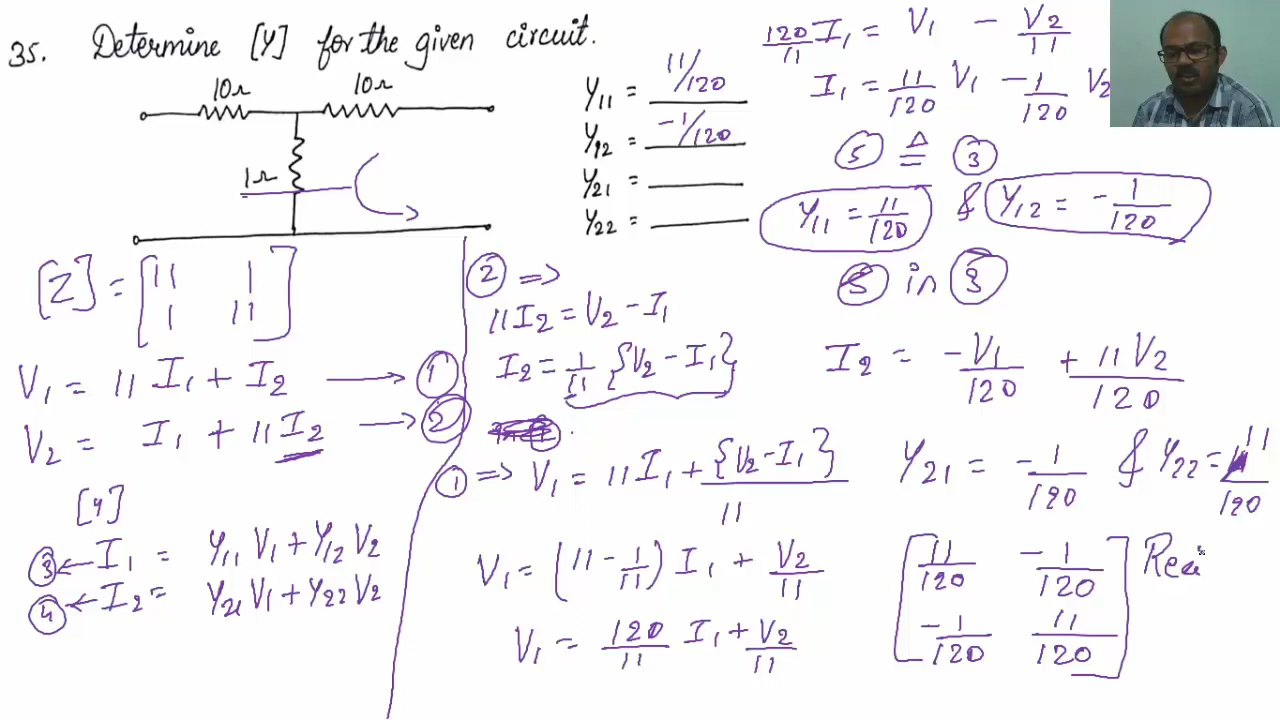 35. Determine [Y] for the given circuit.
10Ω 10Ω
1Ω
Y11 = 11/120
Y12 = -1/120
Y21 =
Y22 =
[Z] = [11 1
1 11]
V1 = 11 I1 + I2 → 1
V2 = I1 + 11 I2 → 2
[Y]
3 ← I1 = Y11 V1 + Y12 V2
4 ← I2 = Y21 V1 + Y22 V2
2 ⇒
11 I2 = V2 - I1
I2 = 1/11 {V2 - I1}
1 ⇒ V1 = 11 I1 + {V2 - I1}/11
V1 = (11 - 1/11) I1 + V2/11
V1 = 120/11 I1 + V2/11
120/11 I1 = V1 - V2/11
I1 = 11/120 V1 - 1/120 V2
5 ≜ 3
Y11 = 11/120 & Y12 = -1/120
5 in 3
I2 = -V1/120 + 11 V2/120
Y21 = -1/120 & Y22 = 11/120
[11/120 -1/120
-1/120 11/120] Rec